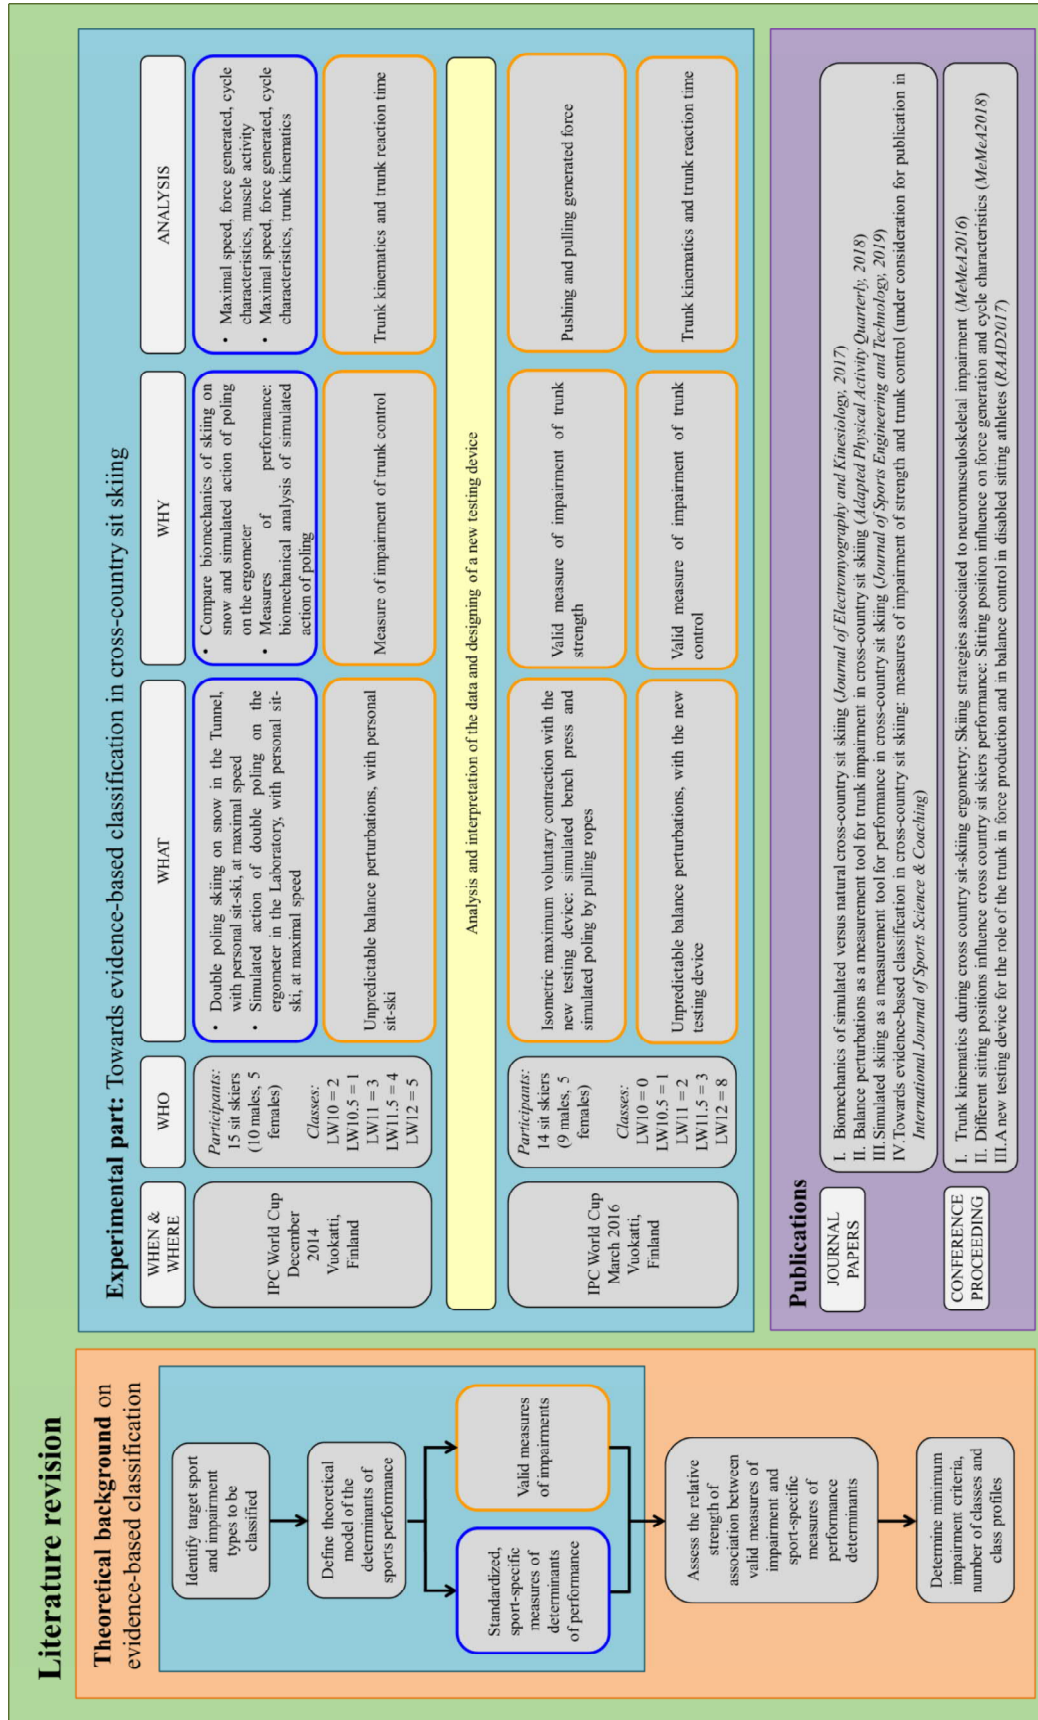 Literature revision
Theoretical background on
evidence-based classification
Identify target sport
and impairment
types to be
classified
Define theoretical
model of the
determinants of
sports performance
Standardized,
sport-specific
measures of
determinants
of performance
Valid measures
of impairments
Assess the relative
strength of
association between
valid measures of
impairment and
sport-specific
measures of
performance
determinants
Determine minimum
impairment criteria,
number of classes and
class profiles
Experimental part: Towards evidence-based classification in cross-country sit skiing
WHEN &
WHERE
WHO
WHAT
WHY
ANALYSIS
IPC World Cup
December
2014
Vuokatti,
Finland
Participants:
15 sit skiers
(10 males, 5
females)
Classes:
LW10 = 2
LW10.5 = 1
LW11 = 3
LW11.5 = 4
LW12 = 5
• Double poling skiing on snow in the Tunnel,
with personal sit-ski, at maximal speed
• Simulated action of double poling on the
ergometer in the Laboratory, with personal sit-
ski, at maximal speed
• Compare biomechanics of skiing on
snow and simulated action of poling
on the ergometer
• Measures of performance:
biomechanical analysis of simulated
action of poling
• Maximal speed, force generated, cycle
characteristics, muscle activity
• Maximal speed, force generated, cycle
characteristics, trunk kinematics
Unpredictable balance perturbations, with personal
sit-ski
Measure of impairment of trunk control
Trunk kinematics and trunk reaction time
Analysis and interpretation of the data and designing of a new testing device
IPC World Cup
March 2016
Vuokatti,
Finland
Participants:
14 sit skiers
(9 males, 5
females)
Classes:
LW10 = 0
LW10.5 = 1
LW11 = 2
LW11.5 = 3
LW12 = 8
Isometric maximum voluntary contraction with the
new testing device: simulated bench press and
simulated poling by pulling ropes
Valid measure of impairment of trunk
strength
Pushing and pulling generated force
Unpredictable balance perturbations, with the new
testing device
Valid measure of impairment of trunk
control
Trunk kinematics and trunk reaction time
Publications
JOURNAL
PAPERS
I. Biomechanics of simulated versus natural cross-country sit skiing (Journal of Electromyography and Kinesiology, 2017)
II. Balance perturbations as a measurement tool for trunk impairment in cross-country sit skiing (Adapted Physical Activity Quarterly, 2018)
III.Simulated skiing as a measurement tool for performance in cross-country sit skiing (Journal of Sports Engineering and Technology, 2019)
IV.Towards evidence-based classification in cross-country sit skiing: measures of impairment of strength and trunk control (under consideration for publication in
International Journal of Sports Science & Coaching)
CONFERENCE
PROCEEDING
I. Trunk kinematics during cross country sit-skiing ergometry: Skiing strategies associated to neuromusculoskeletal impairment (MeMeA2016)
II. Different sitting positions influence cross country sit skiers performance: Sitting position influence on force generation and cycle characteristics (MeMeA2018)
III.A new testing device for the role of the trunk in force production and in balance control in disabled sitting athletes (RAAD2017)